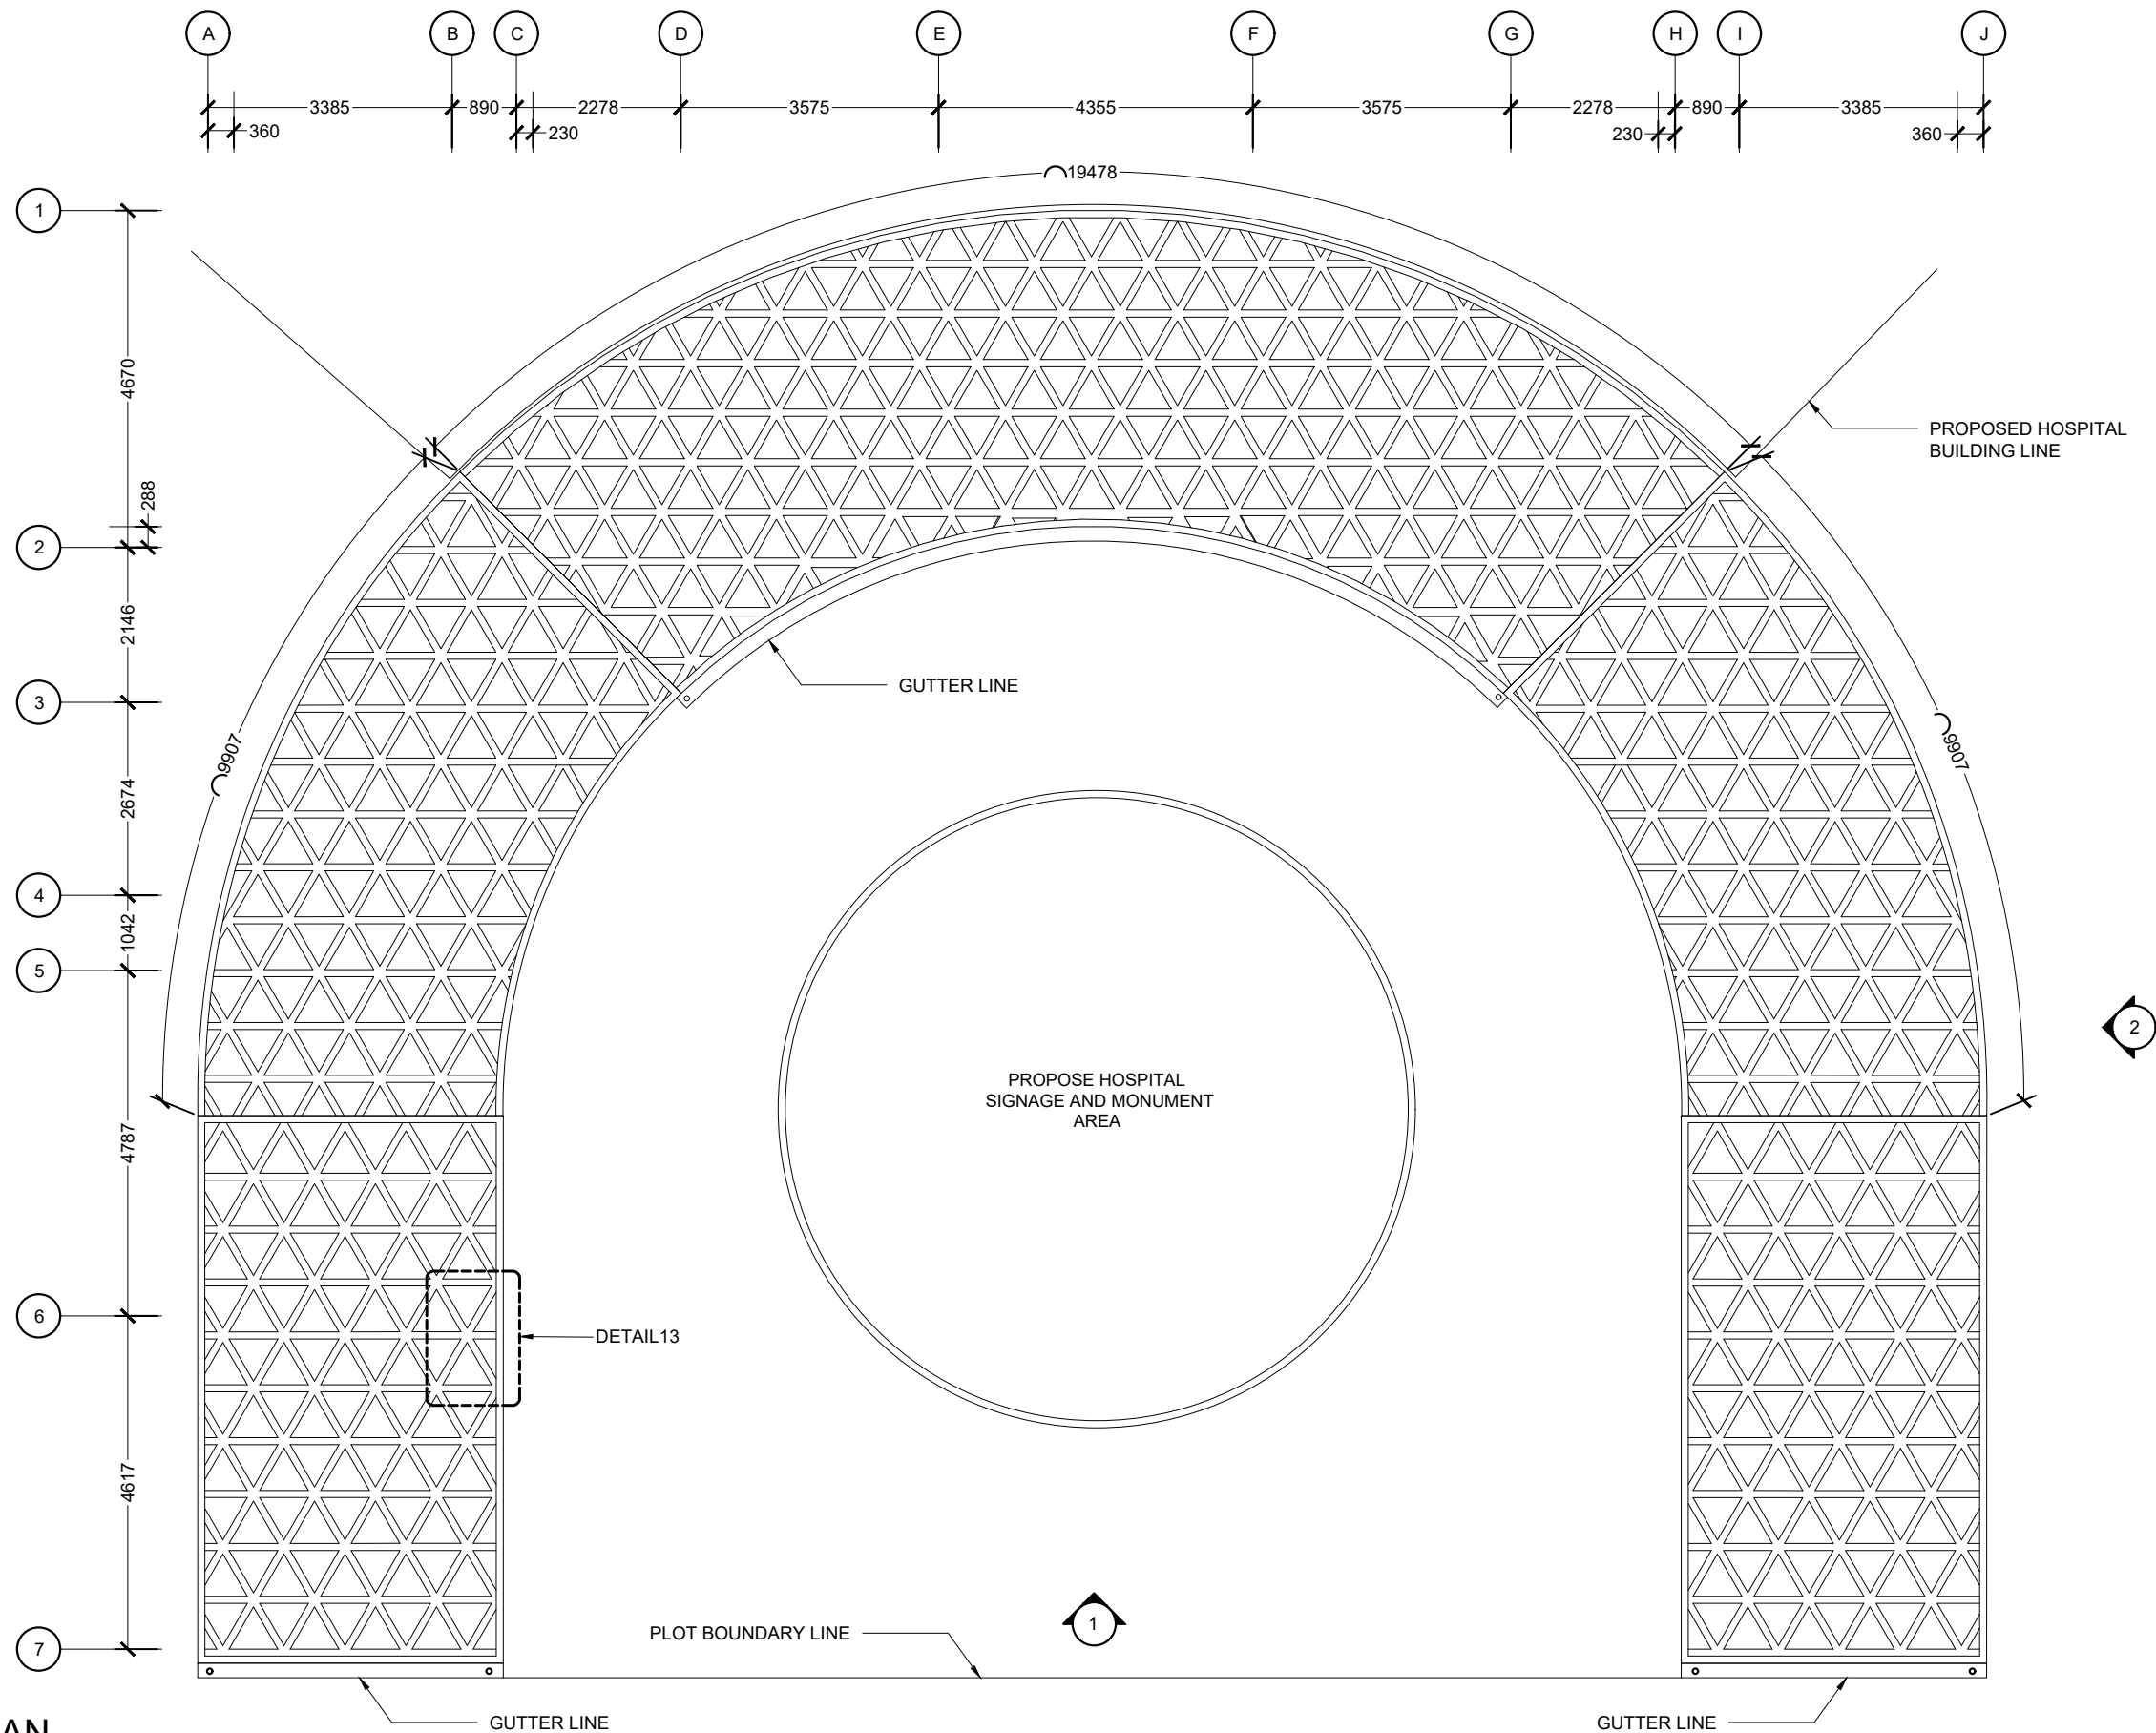 A B C D E F G H I J
3385 890 2278 3575 4355 3575 2278 890 3385
360 230 230 360
19478
1
4670
PROPOSED HOSPITAL
BUILDING LINE
288
2
2146
GUTTER LINE
3
9907
9907
2674
4
1042
5
2
PROPOSE HOSPITAL
SIGNAGE AND MONUMENT
AREA
4787
6
DETAIL13
4617
PLOT BOUNDARY LINE
1
7
GUTTER LINE
GUTTER LINE